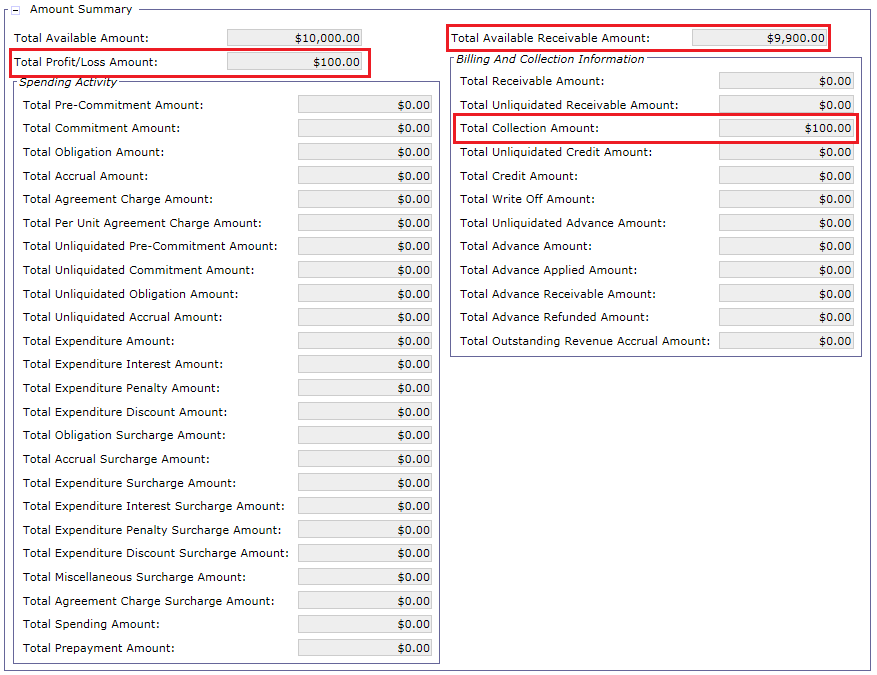 Amount Summary
Total Available Amount: $10,000.00
Total Profit/Loss Amount: $100.00
Spending Activity
Total Pre-Commitment Amount: $0.00
Total Commitment Amount: $0.00
Total Obligation Amount: $0.00
Total Accrual Amount: $0.00
Total Agreement Charge Amount: $0.00
Total Per Unit Agreement Charge Amount: $0.00
Total Unliquidated Pre-Commitment Amount: $0.00
Total Unliquidated Commitment Amount: $0.00
Total Unliquidated Obligation Amount: $0.00
Total Unliquidated Accrual Amount: $0.00
Total Expenditure Amount: $0.00
Total Expenditure Interest Amount: $0.00
Total Expenditure Penalty Amount: $0.00
Total Expenditure Discount Amount: $0.00
Total Obligation Surcharge Amount: $0.00
Total Accrual Surcharge Amount: $0.00
Total Expenditure Surcharge Amount: $0.00
Total Expenditure Interest Surcharge Amount: $0.00
Total Expenditure Penalty Surcharge Amount: $0.00
Total Expenditure Discount Surcharge Amount: $0.00
Total Miscellaneous Surcharge Amount: $0.00
Total Agreement Charge Surcharge Amount: $0.00
Total Spending Amount: $0.00
Total Prepayment Amount: $0.00
Total Available Receivable Amount: $9,900.00
Billing And Collection Information
Total Receivable Amount: $0.00
Total Unliquidated Receivable Amount: $0.00
Total Collection Amount: $100.00
Total Unliquidated Credit Amount: $0.00
Total Credit Amount: $0.00
Total Write Off Amount: $0.00
Total Unliquidated Advance Amount: $0.00
Total Advance Amount: $0.00
Total Advance Applied Amount: $0.00
Total Advance Receivable Amount: $0.00
Total Advance Refunded Amount: $0.00
Total Outstanding Revenue Accrual Amount: $0.00